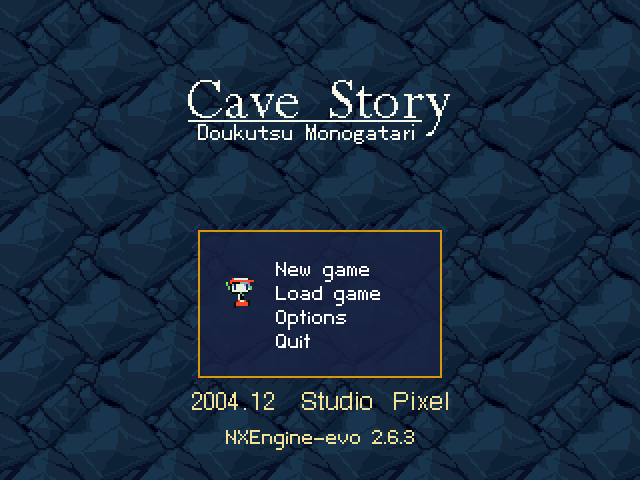 Cave Story
Doukutsu Monogatari
New game
Load game
Options
Quit
2004.12 Studio Pixel
NXEngine-evo 2.6.3